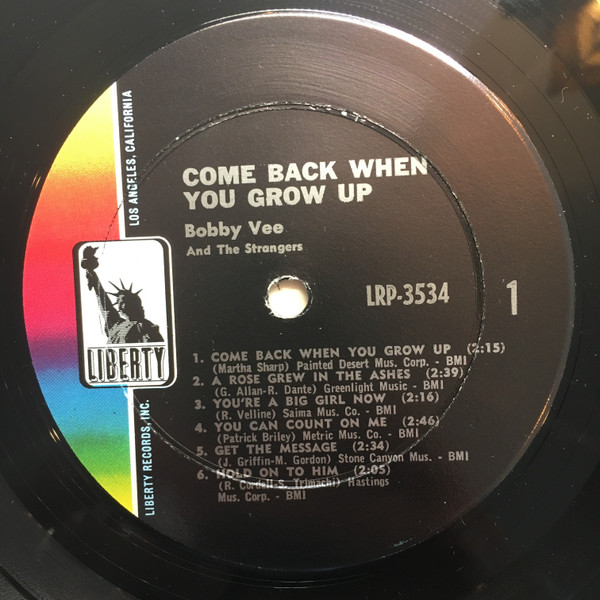 COME BACK WHEN
YOU GROW UP
Bobby Vee
And The Strangers
LRP-3534
1
1. COME BACK WHEN YOU GROW UP (2:15)
(Martha Sharp) Painted Desert Mus. Corp. - BMI
2. A ROSE GREW IN THE ASHES (2:39)
(G. Allan-R. Dante) Greenlight Music - BMI
3. YOU'RE A BIG GIRL NOW (2:16)
(R. Velline) Saima Mus. Co. - BMI
4. YOU CAN COUNT ON ME (2:46)
(Patrick Briley) Metric Mus. Co. - BMI
5. GET THE MESSAGE (2:34)
(J. Griffin-M. Gordon) Stone Canyon Mus. - BMI
6. HOLD ON TO HIM (2:05)
(R. Cordell-S. Trimachi) Hastings
Mus. Corp. - BMI
LIBERTY
LIBERTY RECORDS, INC.
LOS ANGELES, CALIFORNIA